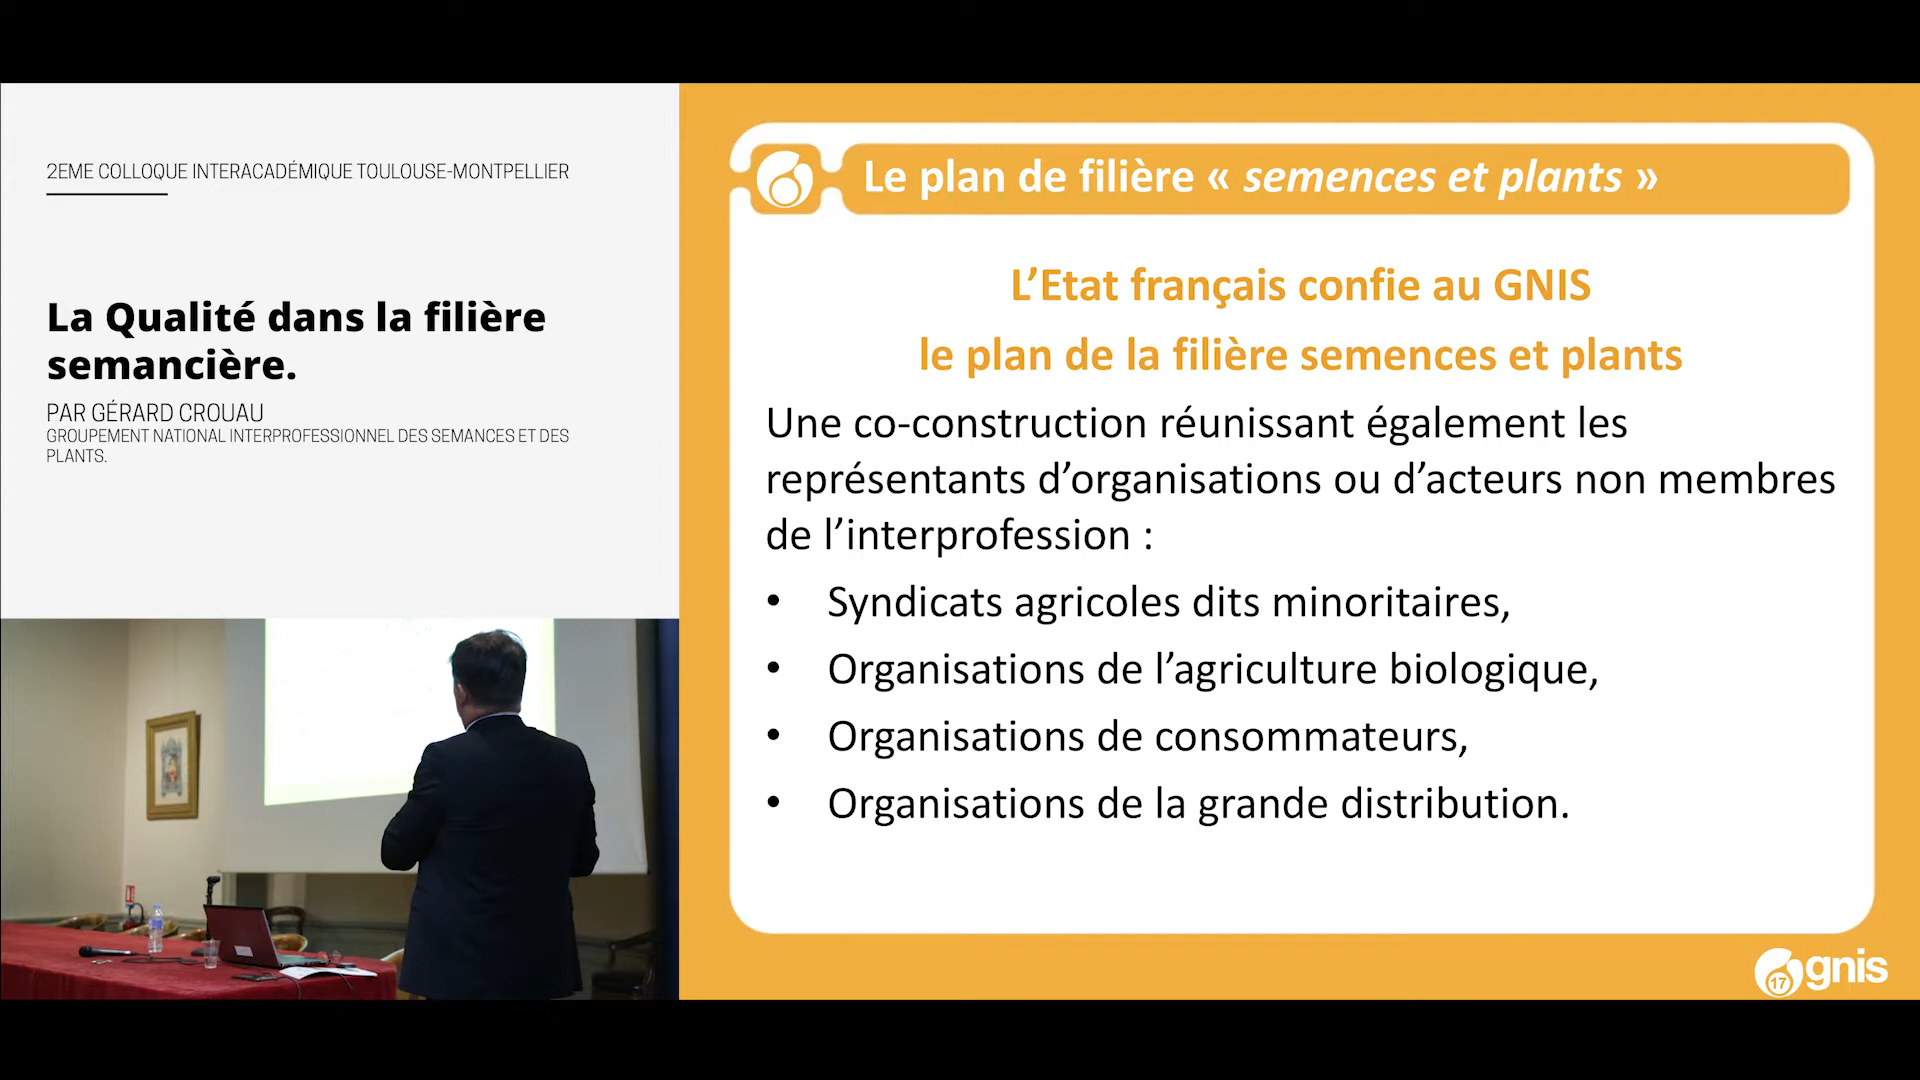 2EME COLLOQUE INTERACADÉMIQUE TOULOUSE-MONTPELLIER
La Qualité dans la filière
semancière.
PAR GÉRARD CROUAU
GROUPEMENT NATIONAL INTERPROFESSIONNEL DES SEMANCES ET DES
PLANTS.
Le plan de filière « semences et plants »
L’Etat français confie au GNIS
le plan de la filière semences et plants
Une co-construction réunissant également les
représentants d’organisations ou d’acteurs non membres
de l’interprofession :
• Syndicats agricoles dits minoritaires,
• Organisations de l’agriculture biologique,
• Organisations de consommateurs,
• Organisations de la grande distribution.
17 gnis